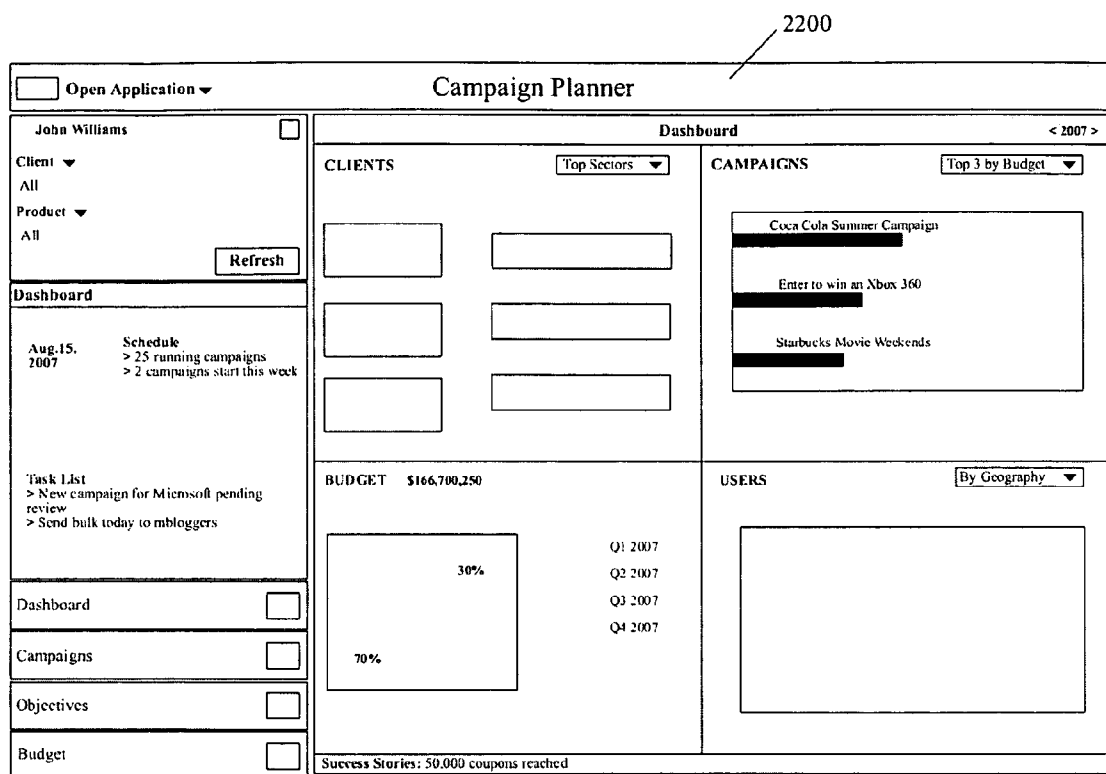 2200
Open Application
Campaign Planner
John Williams
Client
All
Product
All
Refresh
Dashboard
Aug.15,
2007
Schedule
> 25 running campaigns
> 2 campaigns start this week
Task List
> New campaign for Microsoft pending
review
> Send bulk today to mbloggers
Dashboard
Campaigns
Objectives
Budget
Dashboard
< 2007 >
CLIENTS
Top Sectors
CAMPAIGNS
Top 3 by Budget
Coca Cola Summer Campaign
Enter to win an Xbox 360
Starbucks Movie Weekends
BUDGET $166,700,250
30%
70%
Q1 2007
Q2 2007
Q3 2007
Q4 2007
USERS
By Geography
Success Stories: 50,000 coupons reached